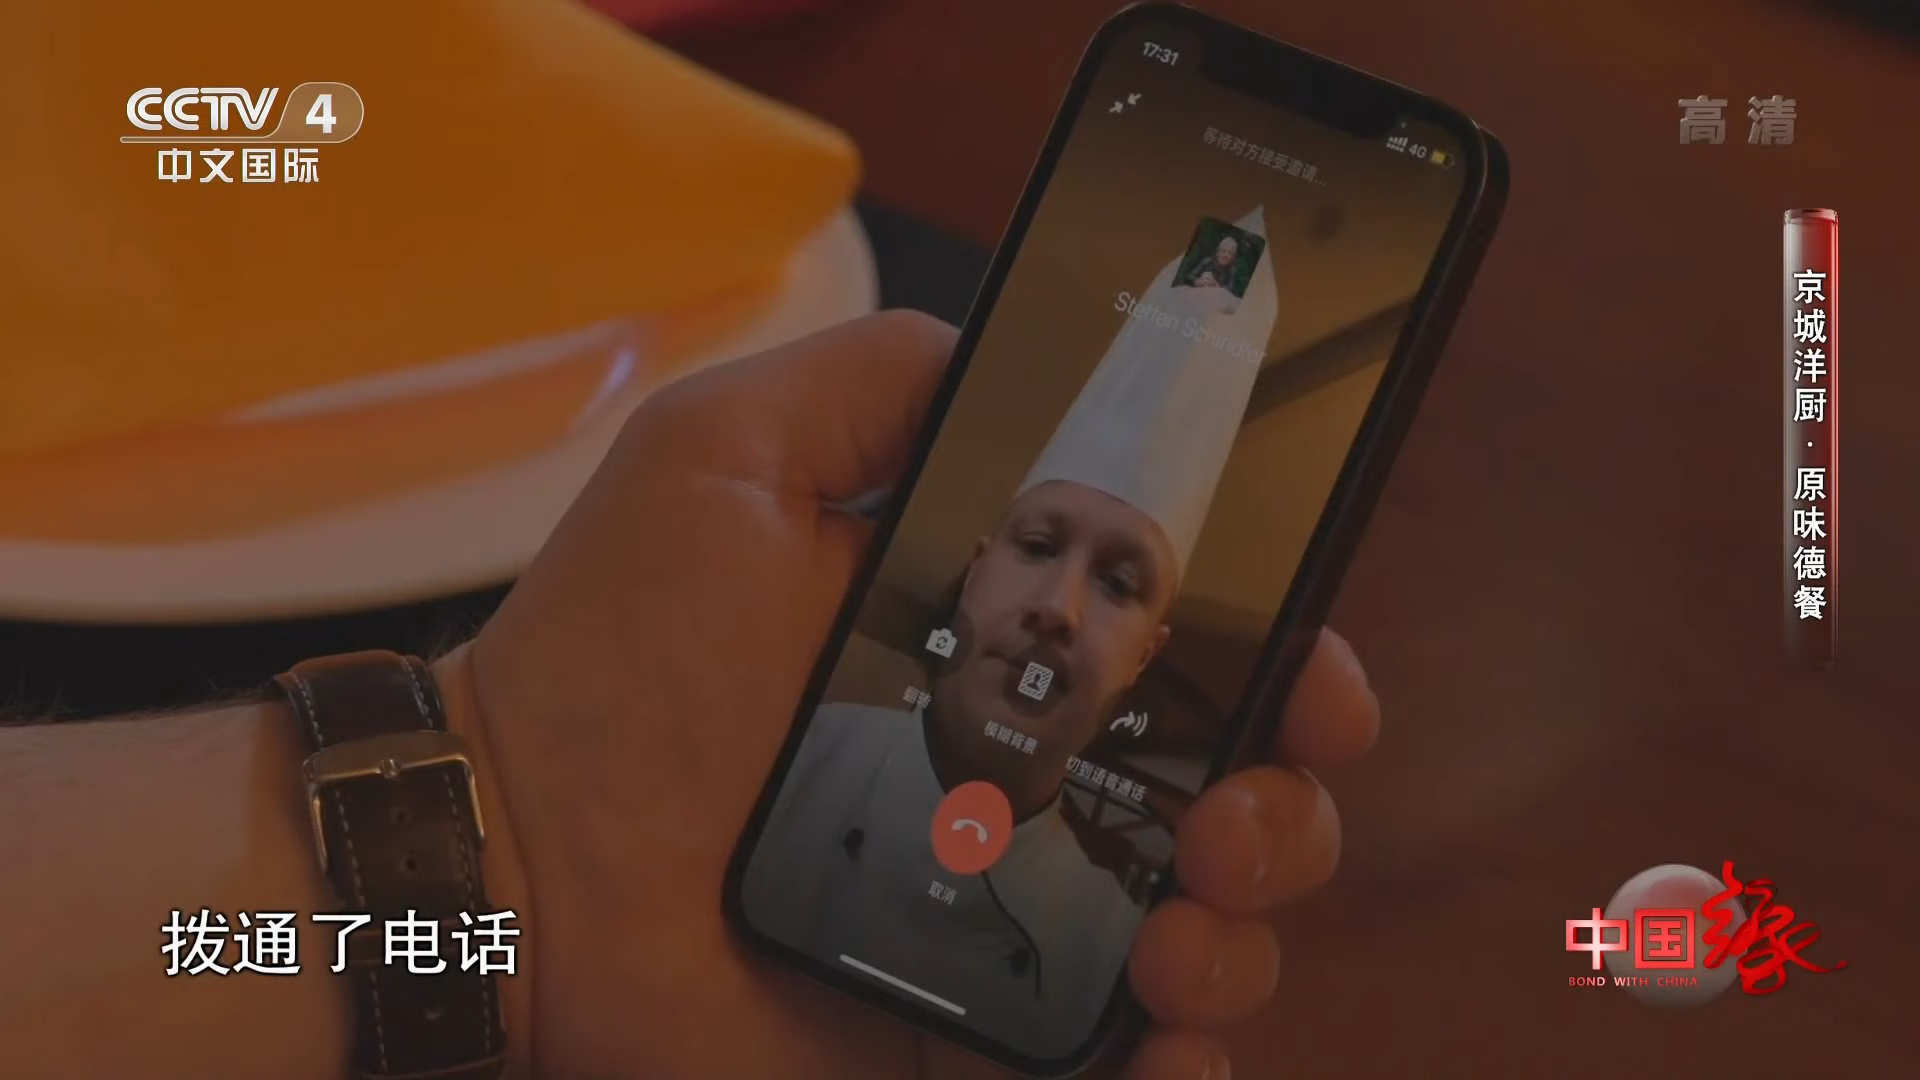 CCTV 4
中文国际
高清
17:31
4G
等待对方接受邀请...
Steffen Schindler
京城洋厨·原味德餐
翻转
模糊背景
切到语音通话
取消
拨通了电话
中国缘
BOND WITH CHINA